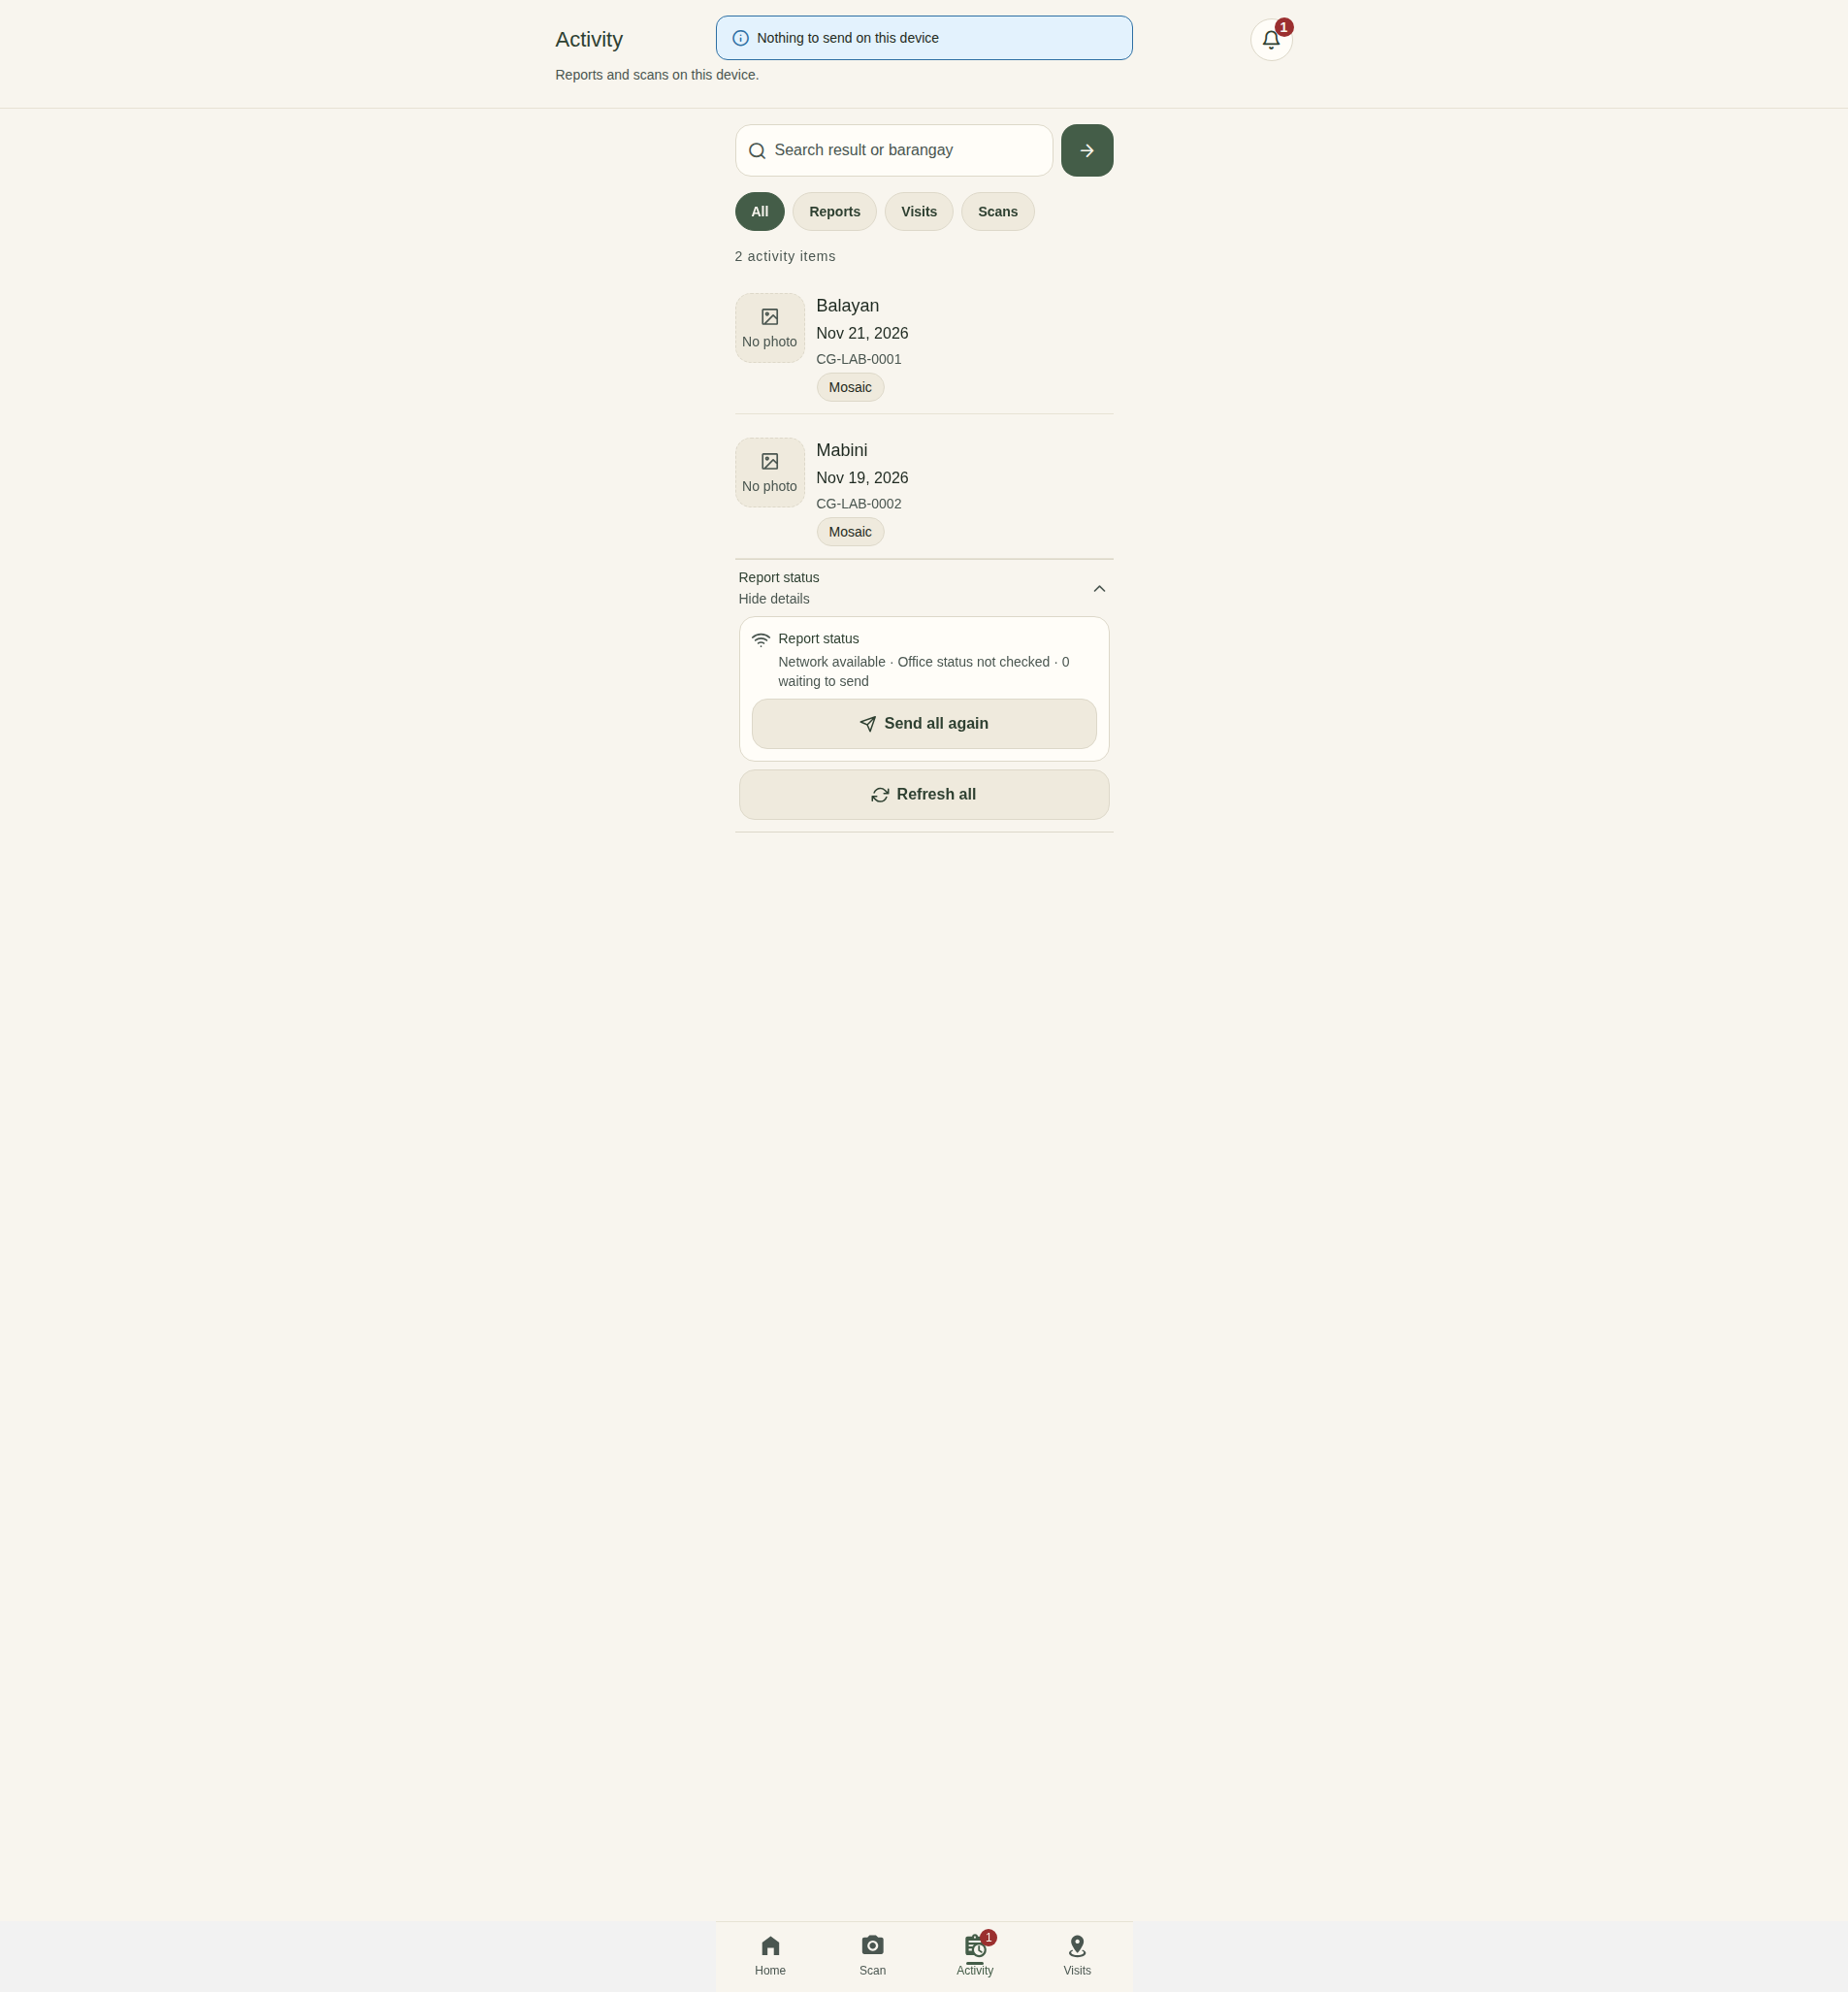 Activity
Nothing to send on this device
1
Reports and scans on this device.
Search result or barangay
All
Reports
Visits
Scans
2 activity items
No photo
Balayan
Nov 21, 2026
CG-LAB-0001
Mosaic
No photo
Mabini
Nov 19, 2026
CG-LAB-0002
Mosaic
Report status
Hide details
Report status
Network available · Office status not checked · 0
waiting to send
Send all again
Refresh all
1
Home
Scan
Activity
Visits